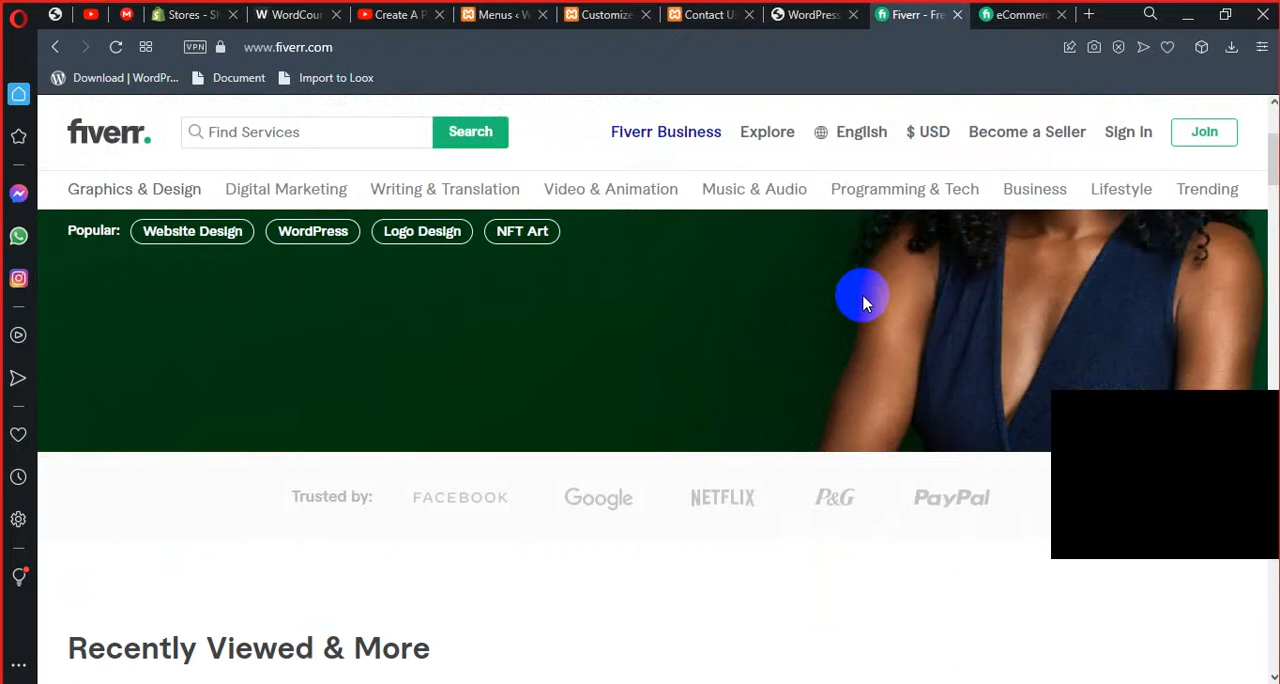 Stores - S
WordCou
Create A P
Menus ‹ W
Customize
Contact U
WordPress
Fiverr - Fre
eCommerc
VPN
www.fiverr.com
Download | WordPr...
Document
Import to Loox
fiverr.
Find Services
Search
Fiverr Business
Explore
English
$ USD
Become a Seller
Sign In
Join
Graphics & Design
Digital Marketing
Writing & Translation
Video & Animation
Music & Audio
Programming & Tech
Business
Lifestyle
Trending
Popular:
Website Design
WordPress
Logo Design
NFT Art
Trusted by:
FACEBOOK
Google
NETFLIX
P&G
PayPal
Recently Viewed & More